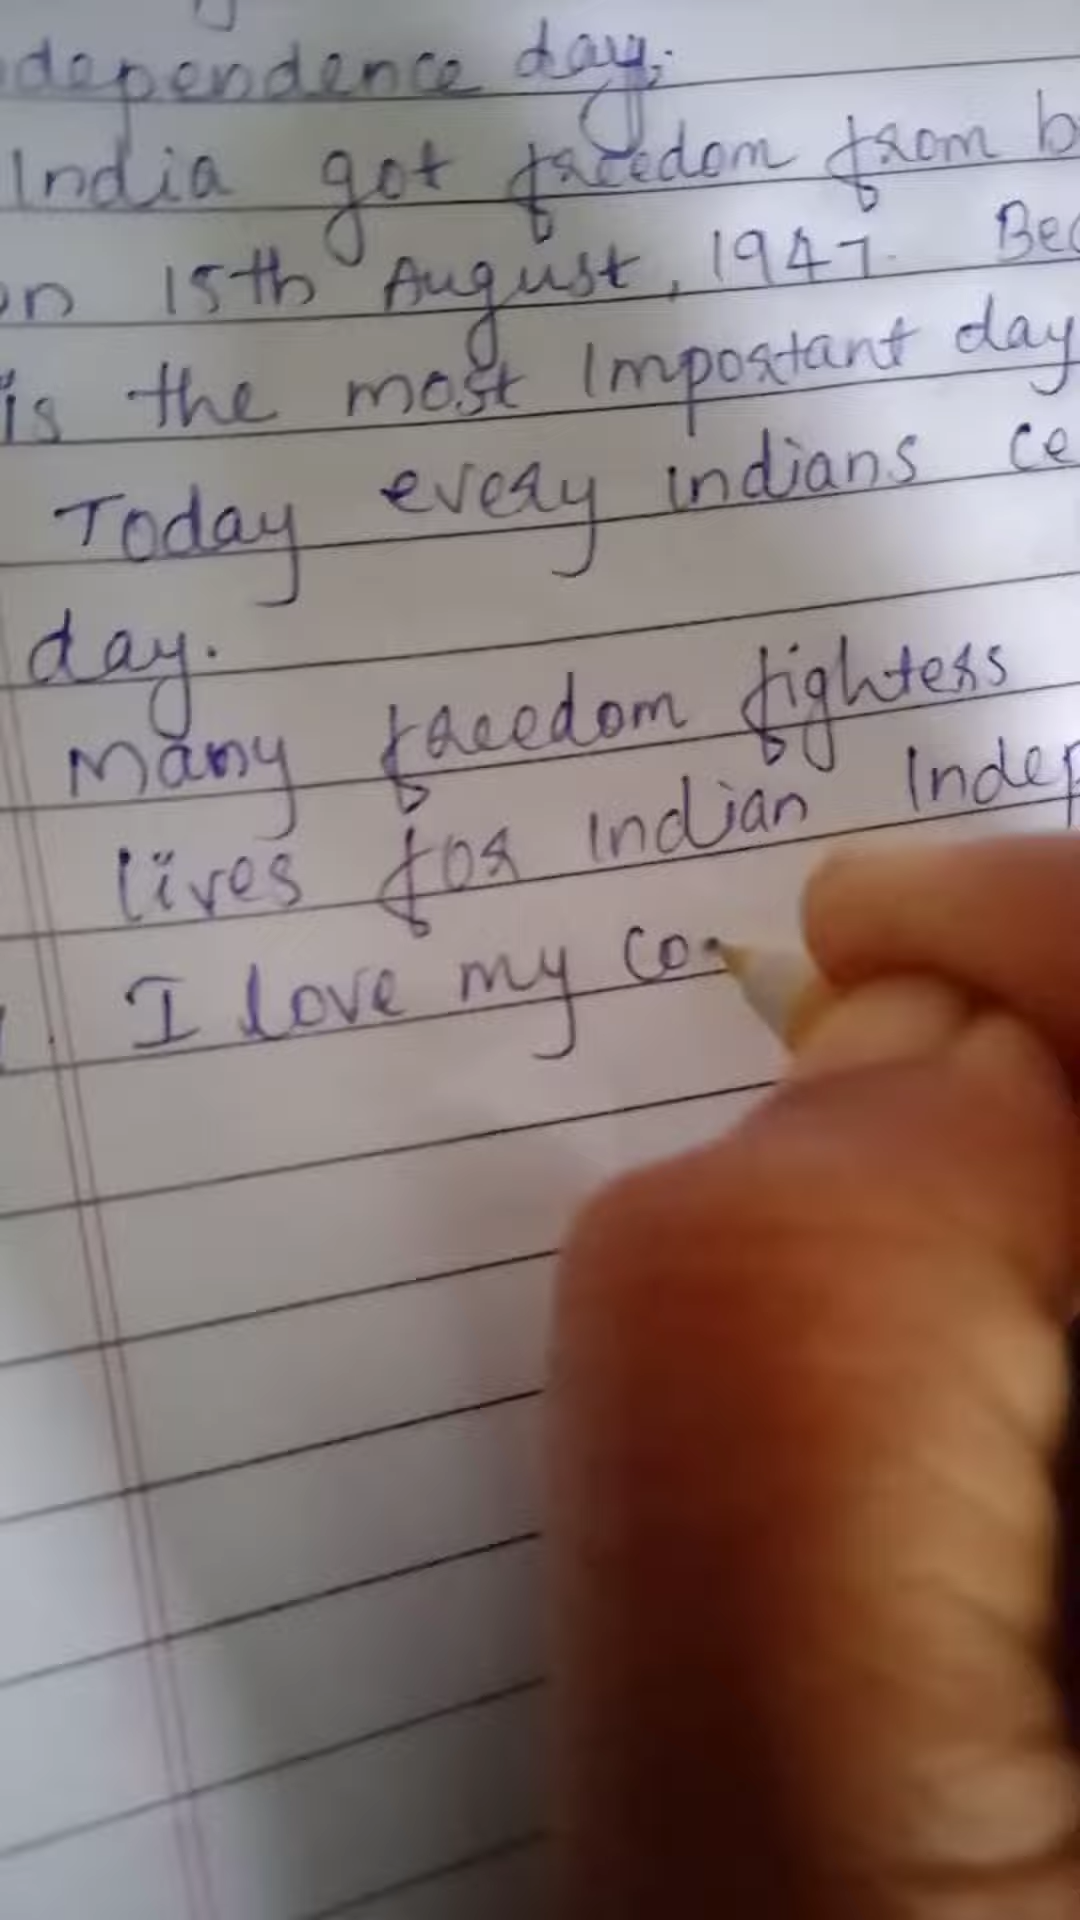 dependence day.
India got freedom from b
on 15th August, 1947. Bec
is the most Important day
Today every indians ce
day.
Many freedom fighters
lives for Indian Indep
I love my co